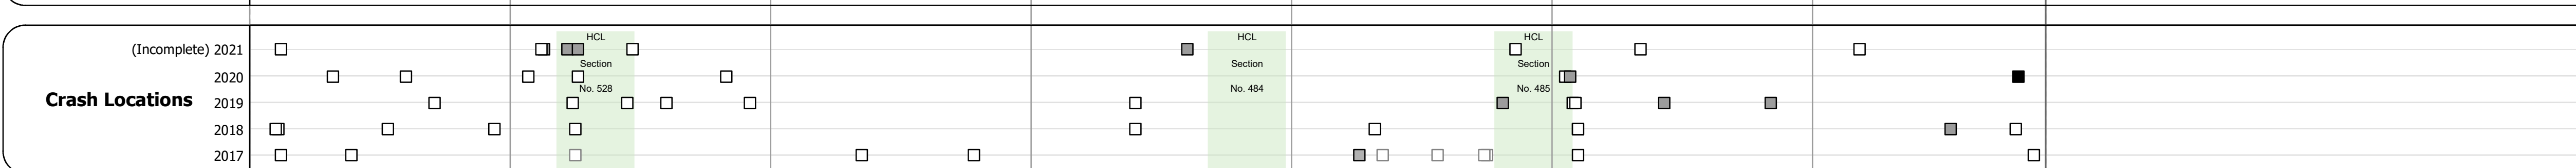 (Incomplete) 2021
2020
Crash Locations
2019
2018
2017
HCL
Section
No. 528
HCL
Section
No. 484
HCL
Section
No. 485